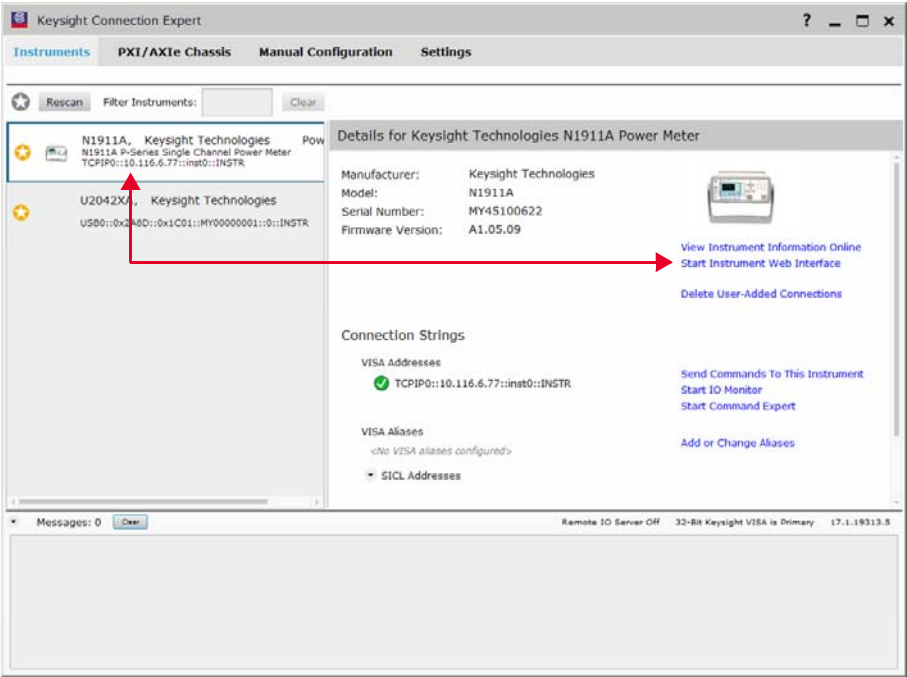 Keysight Connection Expert ?
Instruments PXI/AXIe Chassis Manual Configuration Settings
Rescan Filter Instruments: Clear
N1911A, Keysight Technologies Pow
N1911A P-Series Single Channel Power Meter
TCPIP0::10.116.6.77::inst0::INSTR
U2042XA, Keysight Technologies
USB0::0x2A8D::0x1C01::MY00000001::0::INSTR
Details for Keysight Technologies N1911A Power Meter
Manufacturer: Keysight Technologies
Model: N1911A
Serial Number: MY45100622
Firmware Version: A1.05.09
View Instrument Information Online
Start Instrument Web Interface
Delete User-Added Connections
Connection Strings
VISA Addresses
TCPIP0::10.116.6.77::inst0::INSTR
Send Commands To This Instrument
Start IO Monitor
Start Command Expert
VISA Aliases
<No VISA aliases configured>
Add or Change Aliases
SICL Addresses
Messages: 0 Clear Remote IO Server Off 32-Bit Keysight VISA is Primary 17.1.19313.5